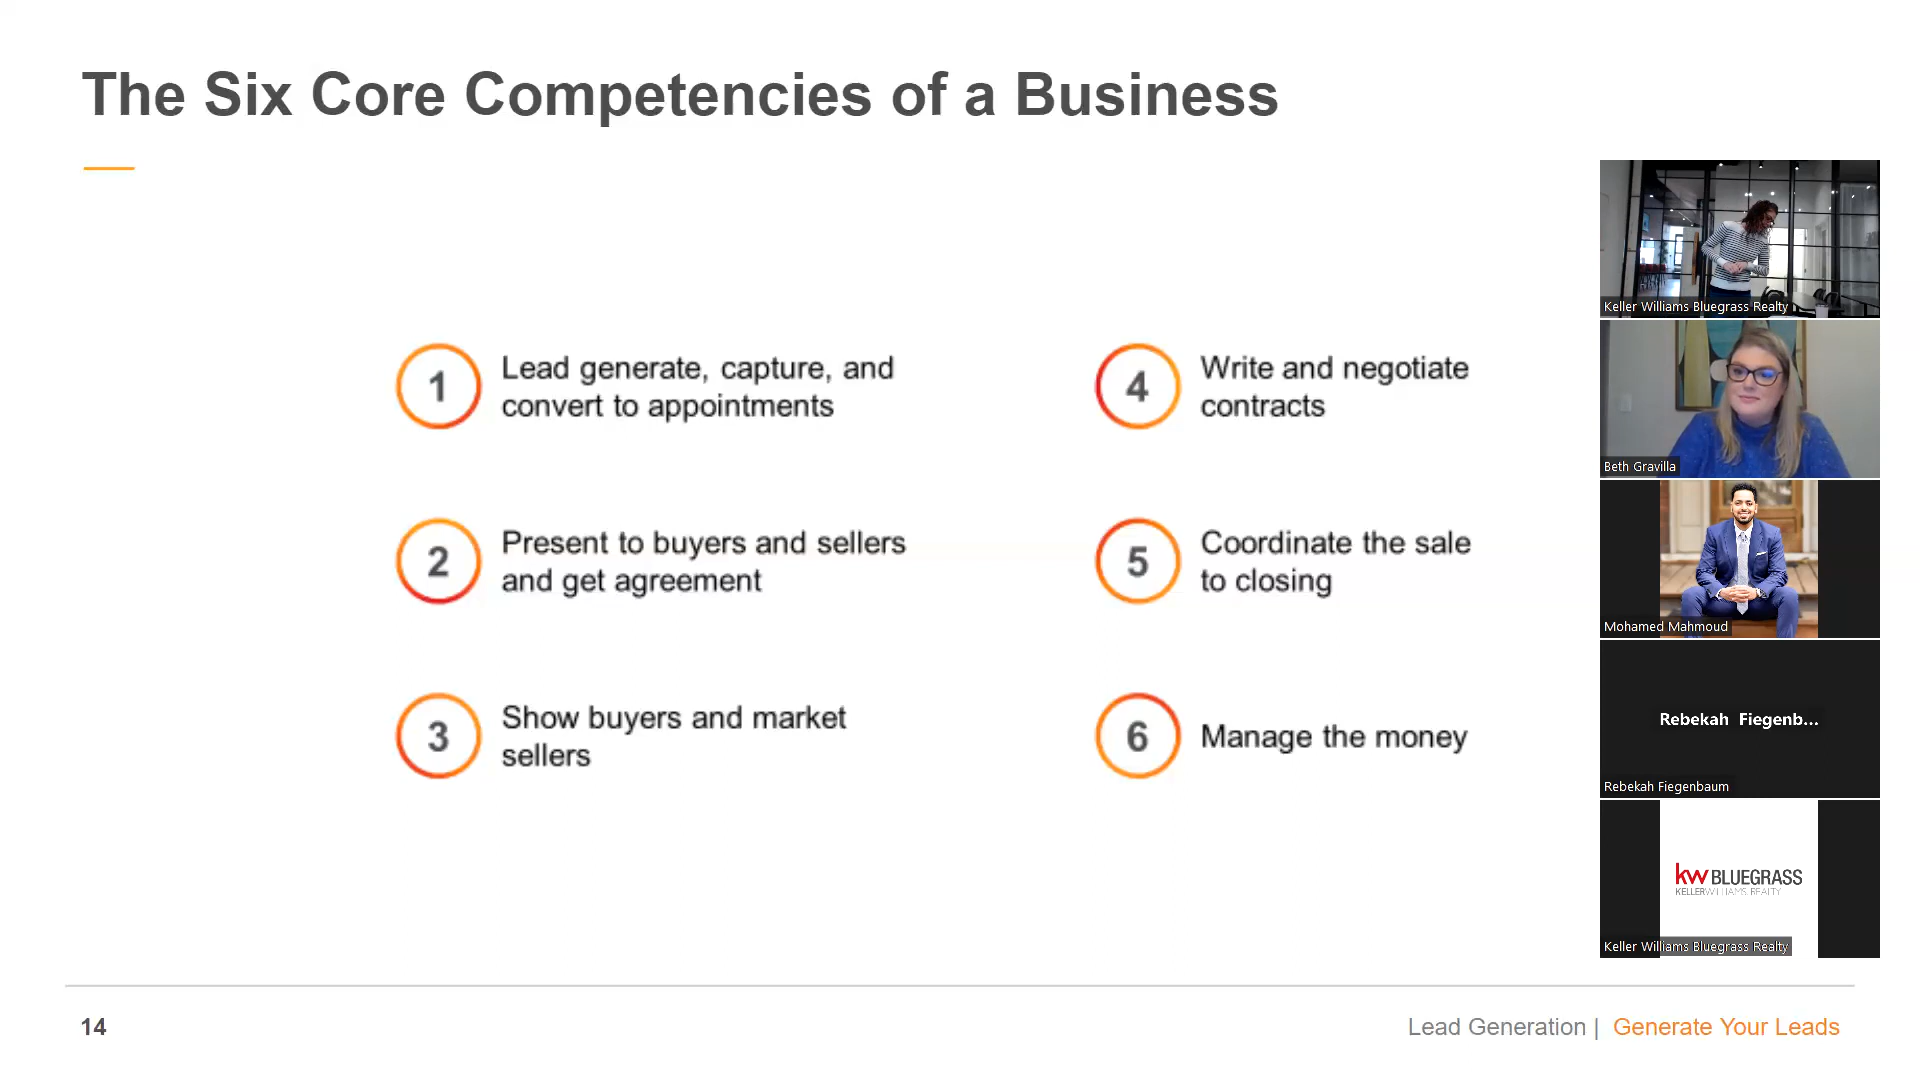 The Six Core Competencies of a Business
1
Lead generate, capture, and
convert to appointments
2
Present to buyers and sellers
and get agreement
3
Show buyers and market
sellers
4
Write and negotiate
contracts
5
Coordinate the sale
to closing
6
Manage the money
Keller Williams Bluegrass Realty
Beth Gravilla
Mohamed Mahmoud
Rebekah Fiegenb...
Rebekah Fiegenbaum
kw BLUEGRASS
KELLERWILLIAMS. REALTY
Keller Williams Bluegrass Realty
14
Lead Generation | Generate Your Leads